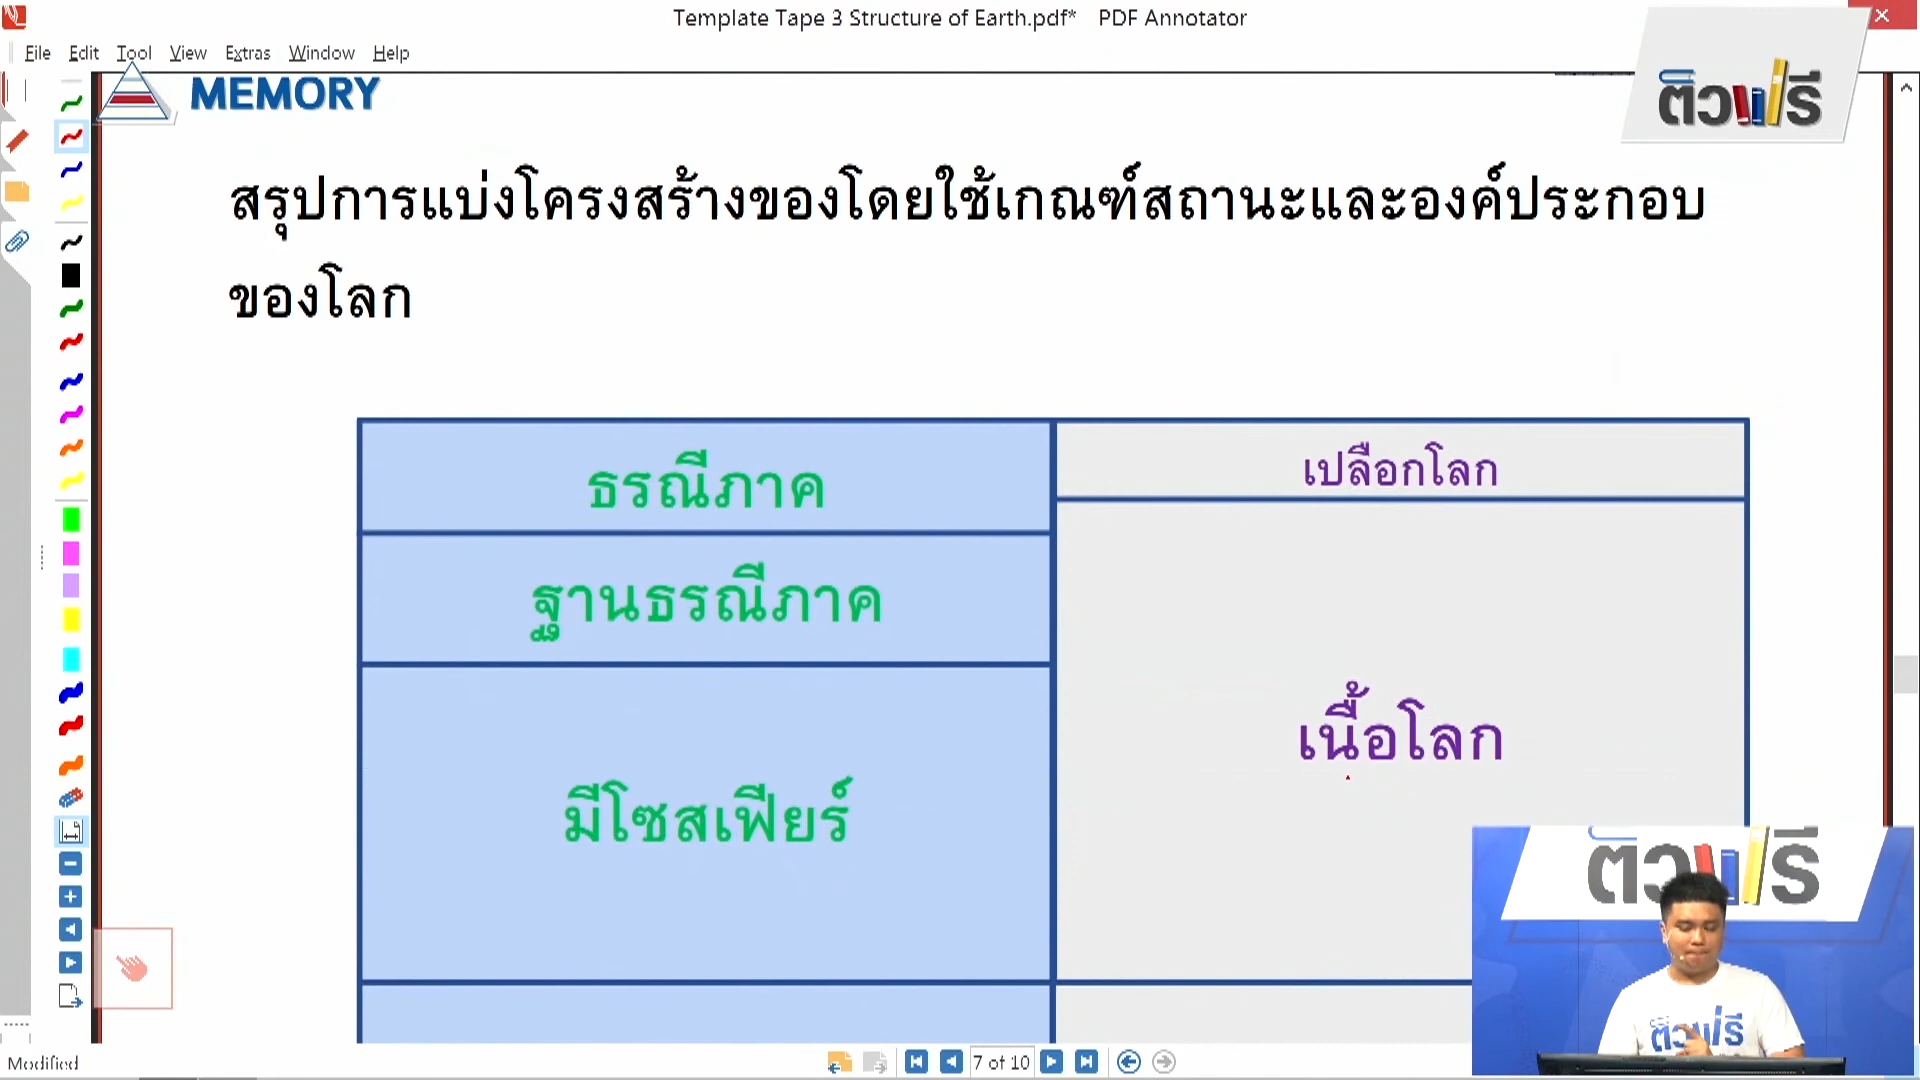 Template Tape 3 Structure of Earth.pdf* PDF Annotator
File Edit Tool View Extras Window Help
MEMORY
ติวฟรี
สรุปการแบ่งโครงสร้างของโดยใช้เกณฑ์สถานะและองค์ประกอบ
ของโลก
ธรณีภาค
เปลือกโลก
ฐานธรณีภาค
เนื้อโลก
มีโซสเฟียร์
ติวฟรี
ติวฟรี
Modified
7 of 10